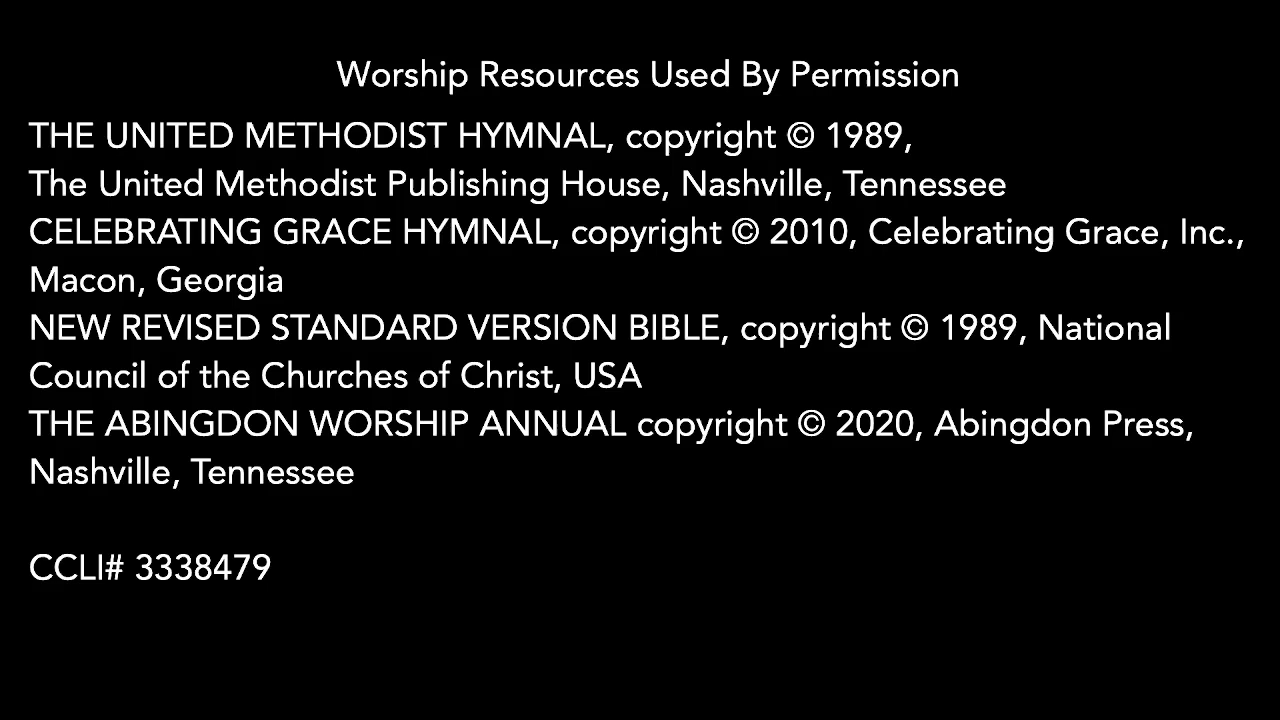 Worship Resources Used By Permission
THE UNITED METHODIST HYMNAL, copyright © 1989,
The United Methodist Publishing House, Nashville, Tennessee
CELEBRATING GRACE HYMNAL, copyright © 2010, Celebrating Grace, Inc.,
Macon, Georgia
NEW REVISED STANDARD VERSION BIBLE, copyright © 1989, National
Council of the Churches of Christ, USA
THE ABINGDON WORSHIP ANNUAL copyright © 2020, Abingdon Press,
Nashville, Tennessee
CCLI# 3338479